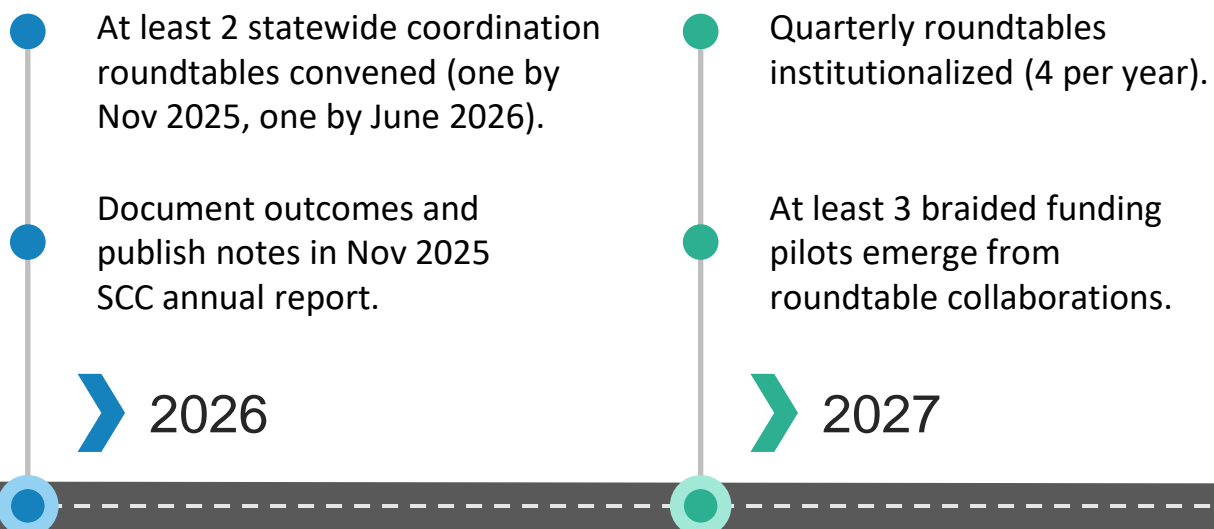 At least 2 statewide coordination
roundtables convened (one by
Nov 2025, one by June 2026).
Document outcomes and
publish notes in Nov 2025
SCC annual report.
2026
Quarterly roundtables
institutionalized (4 per year).
At least 3 braided funding
pilots emerge from
roundtable collaborations.
2027